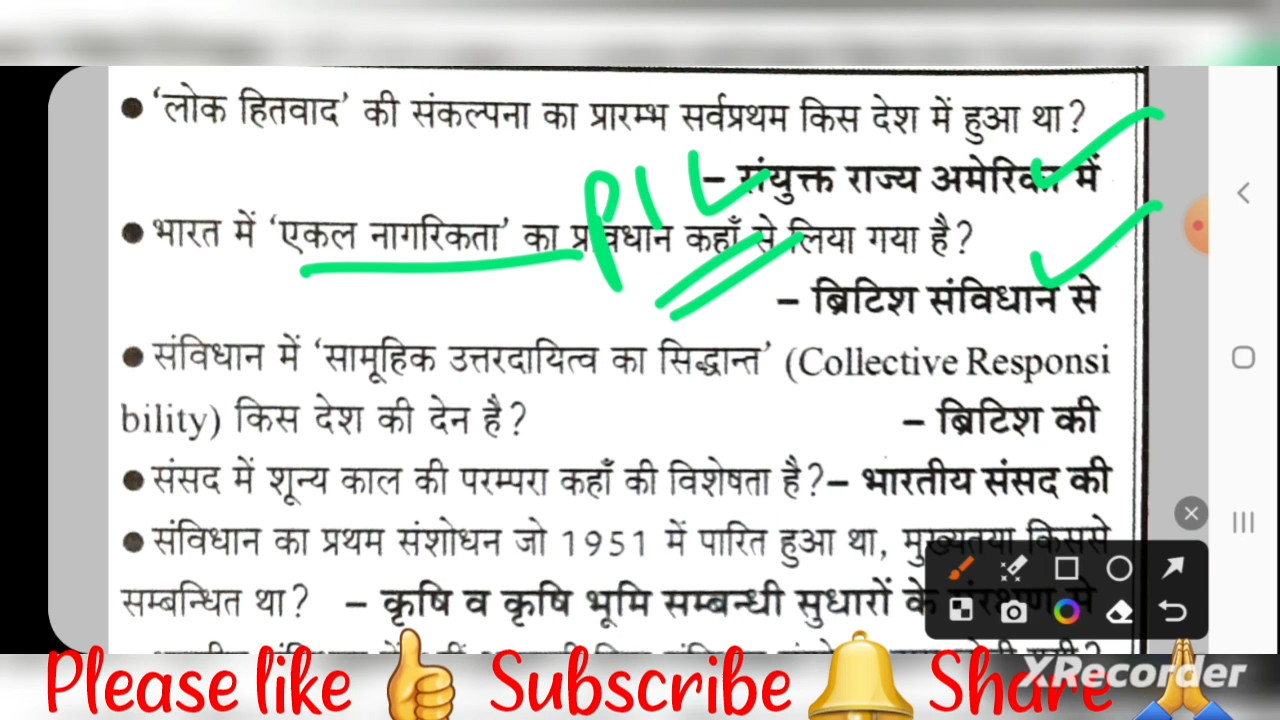 ● 'लोक हितवाद' की संकल्पना का प्रारम्भ सर्वप्रथम किस देश में हुआ था?
– संयुक्त राज्य अमेरिका में
PIL
● भारत में 'एकल नागरिकता' का प्रावधान कहाँ से लिया गया है?
– ब्रिटिश संविधान से
● संविधान में 'सामूहिक उत्तरदायित्व का सिद्धान्त' (Collective Responsi
bility) किस देश की देन है? – ब्रिटिश की
● संसद में शून्य काल की परम्परा कहाँ की विशेषता है?– भारतीय संसद की
● संविधान का प्रथम संशोधन जो 1951 में पारित हुआ था, मुख्यतया किससे
सम्बन्धित था? – कृषि व कृषि भूमि सम्बन्धी सुधारों के संरक्षण से
Please like Subscribe Share
XRecorder